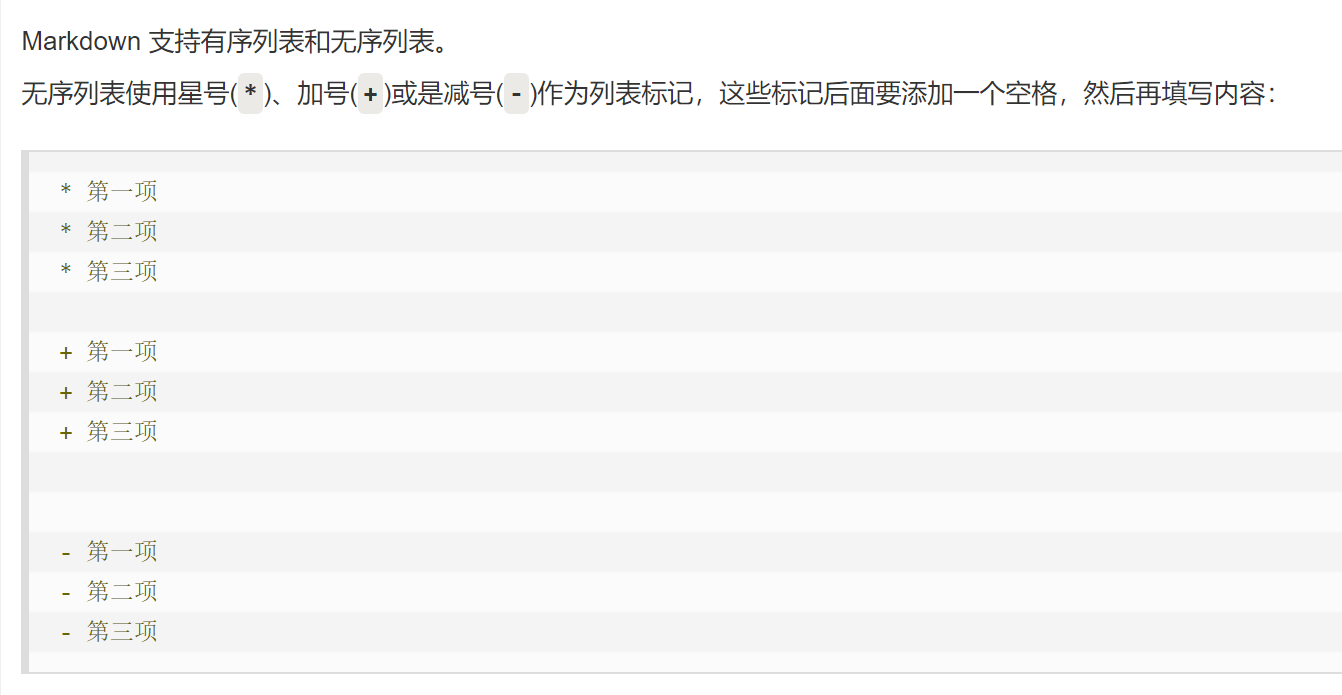 Markdown 支持有序列表和无序列表。
无序列表使用星号(*)、加号(+)或是减号(-)作为列表标记，这些标记后面要添加一个空格，然后再填写内容：
* 第一项
* 第二项
* 第三项
+ 第一项
+ 第二项
+ 第三项
- 第一项
- 第二项
- 第三项